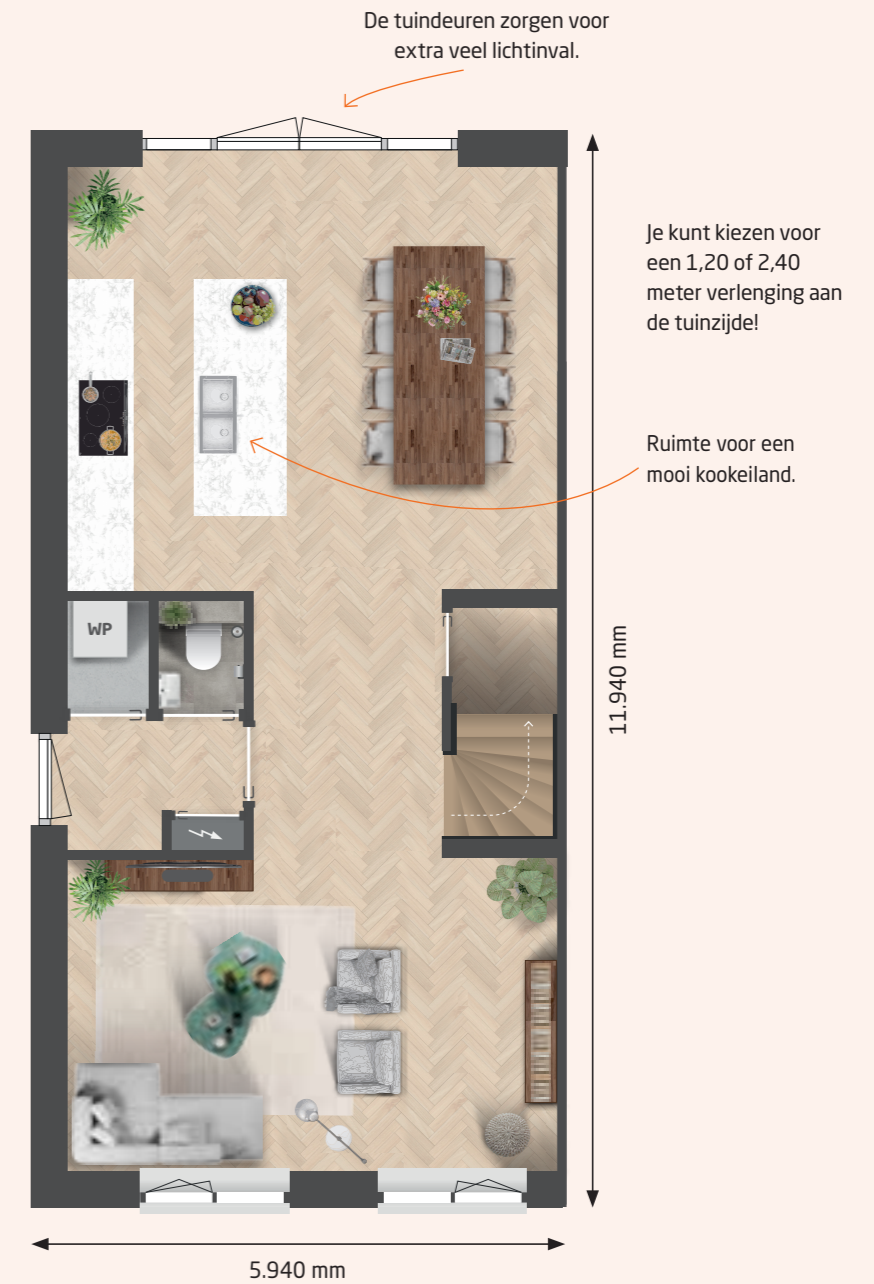 De tuindeuren zorgen voor
extra veel lichtinval.
Je kunt kiezen voor
een 1,20 of 2,40
meter verlenging aan
de tuinzijde!
Ruimte voor een
mooi kookeiland.
WP
11.940 mm
5.940 mm